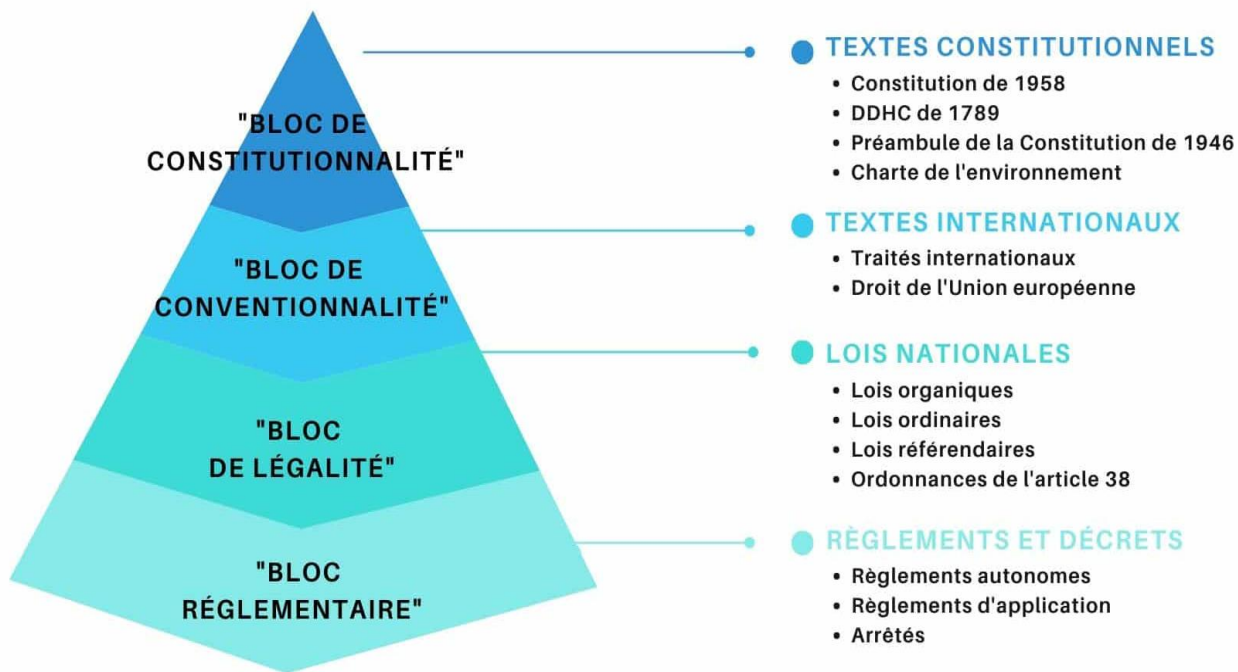 "BLOC DE
CONSTITUTIONNALITÉ"
"BLOC DE
CONVENTIONNALITÉ"
"BLOC
DE LÉGALITÉ"
"BLOC
RÉGLEMENTAIRE"
TEXTES CONSTITUTIONNELS
• Constitution de 1958
• DDHC de 1789
• Préambule de la Constitution de 1946
• Charte de l'environnement
TEXTES INTERNATIONAUX
• Traités internationaux
• Droit de l'Union européenne
LOIS NATIONALES
• Lois organiques
• Lois ordinaires
• Lois référendaires
• Ordonnances de l'article 38
RÈGLEMENTS ET DÉCRETS
• Règlements autonomes
• Règlements d'application
• Arrêtés